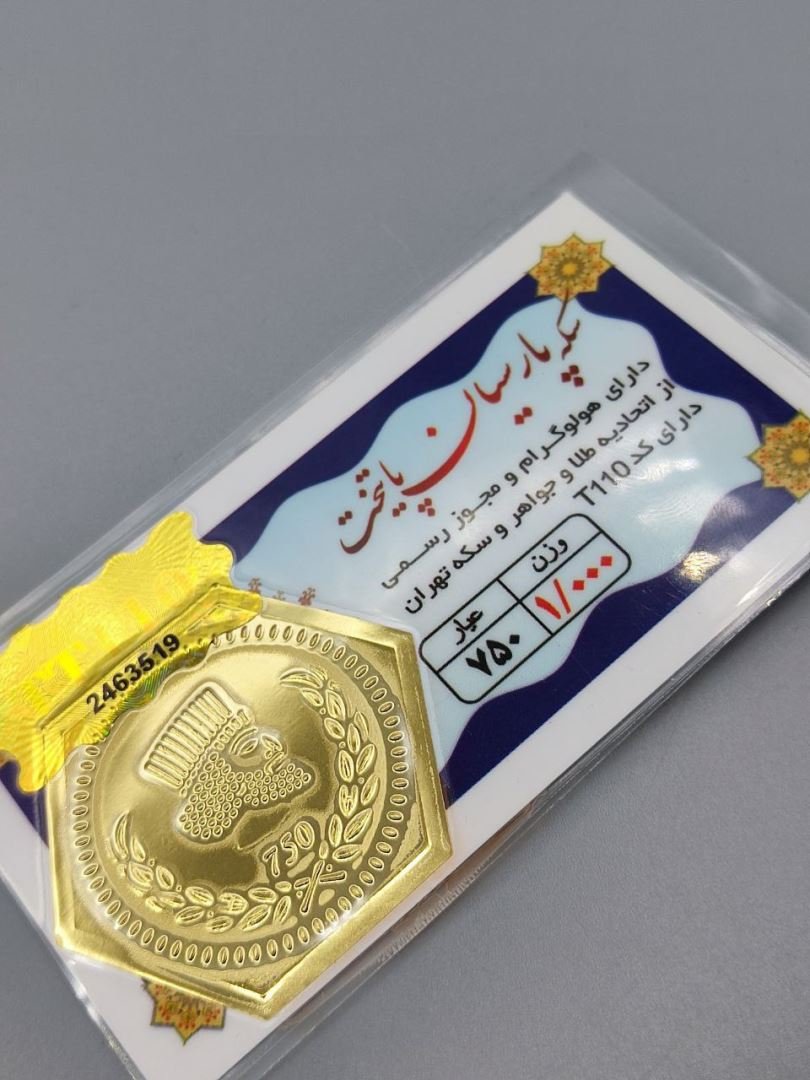 سکه پارسیان پایتخت
دارای هولوگرام و مجوز رسمی
از اتحادیه طلا و جواهر و سکه تهران
دارای کد T110
وزن عیار
۱/۰۰۰ ۷۵۰
2463519
750